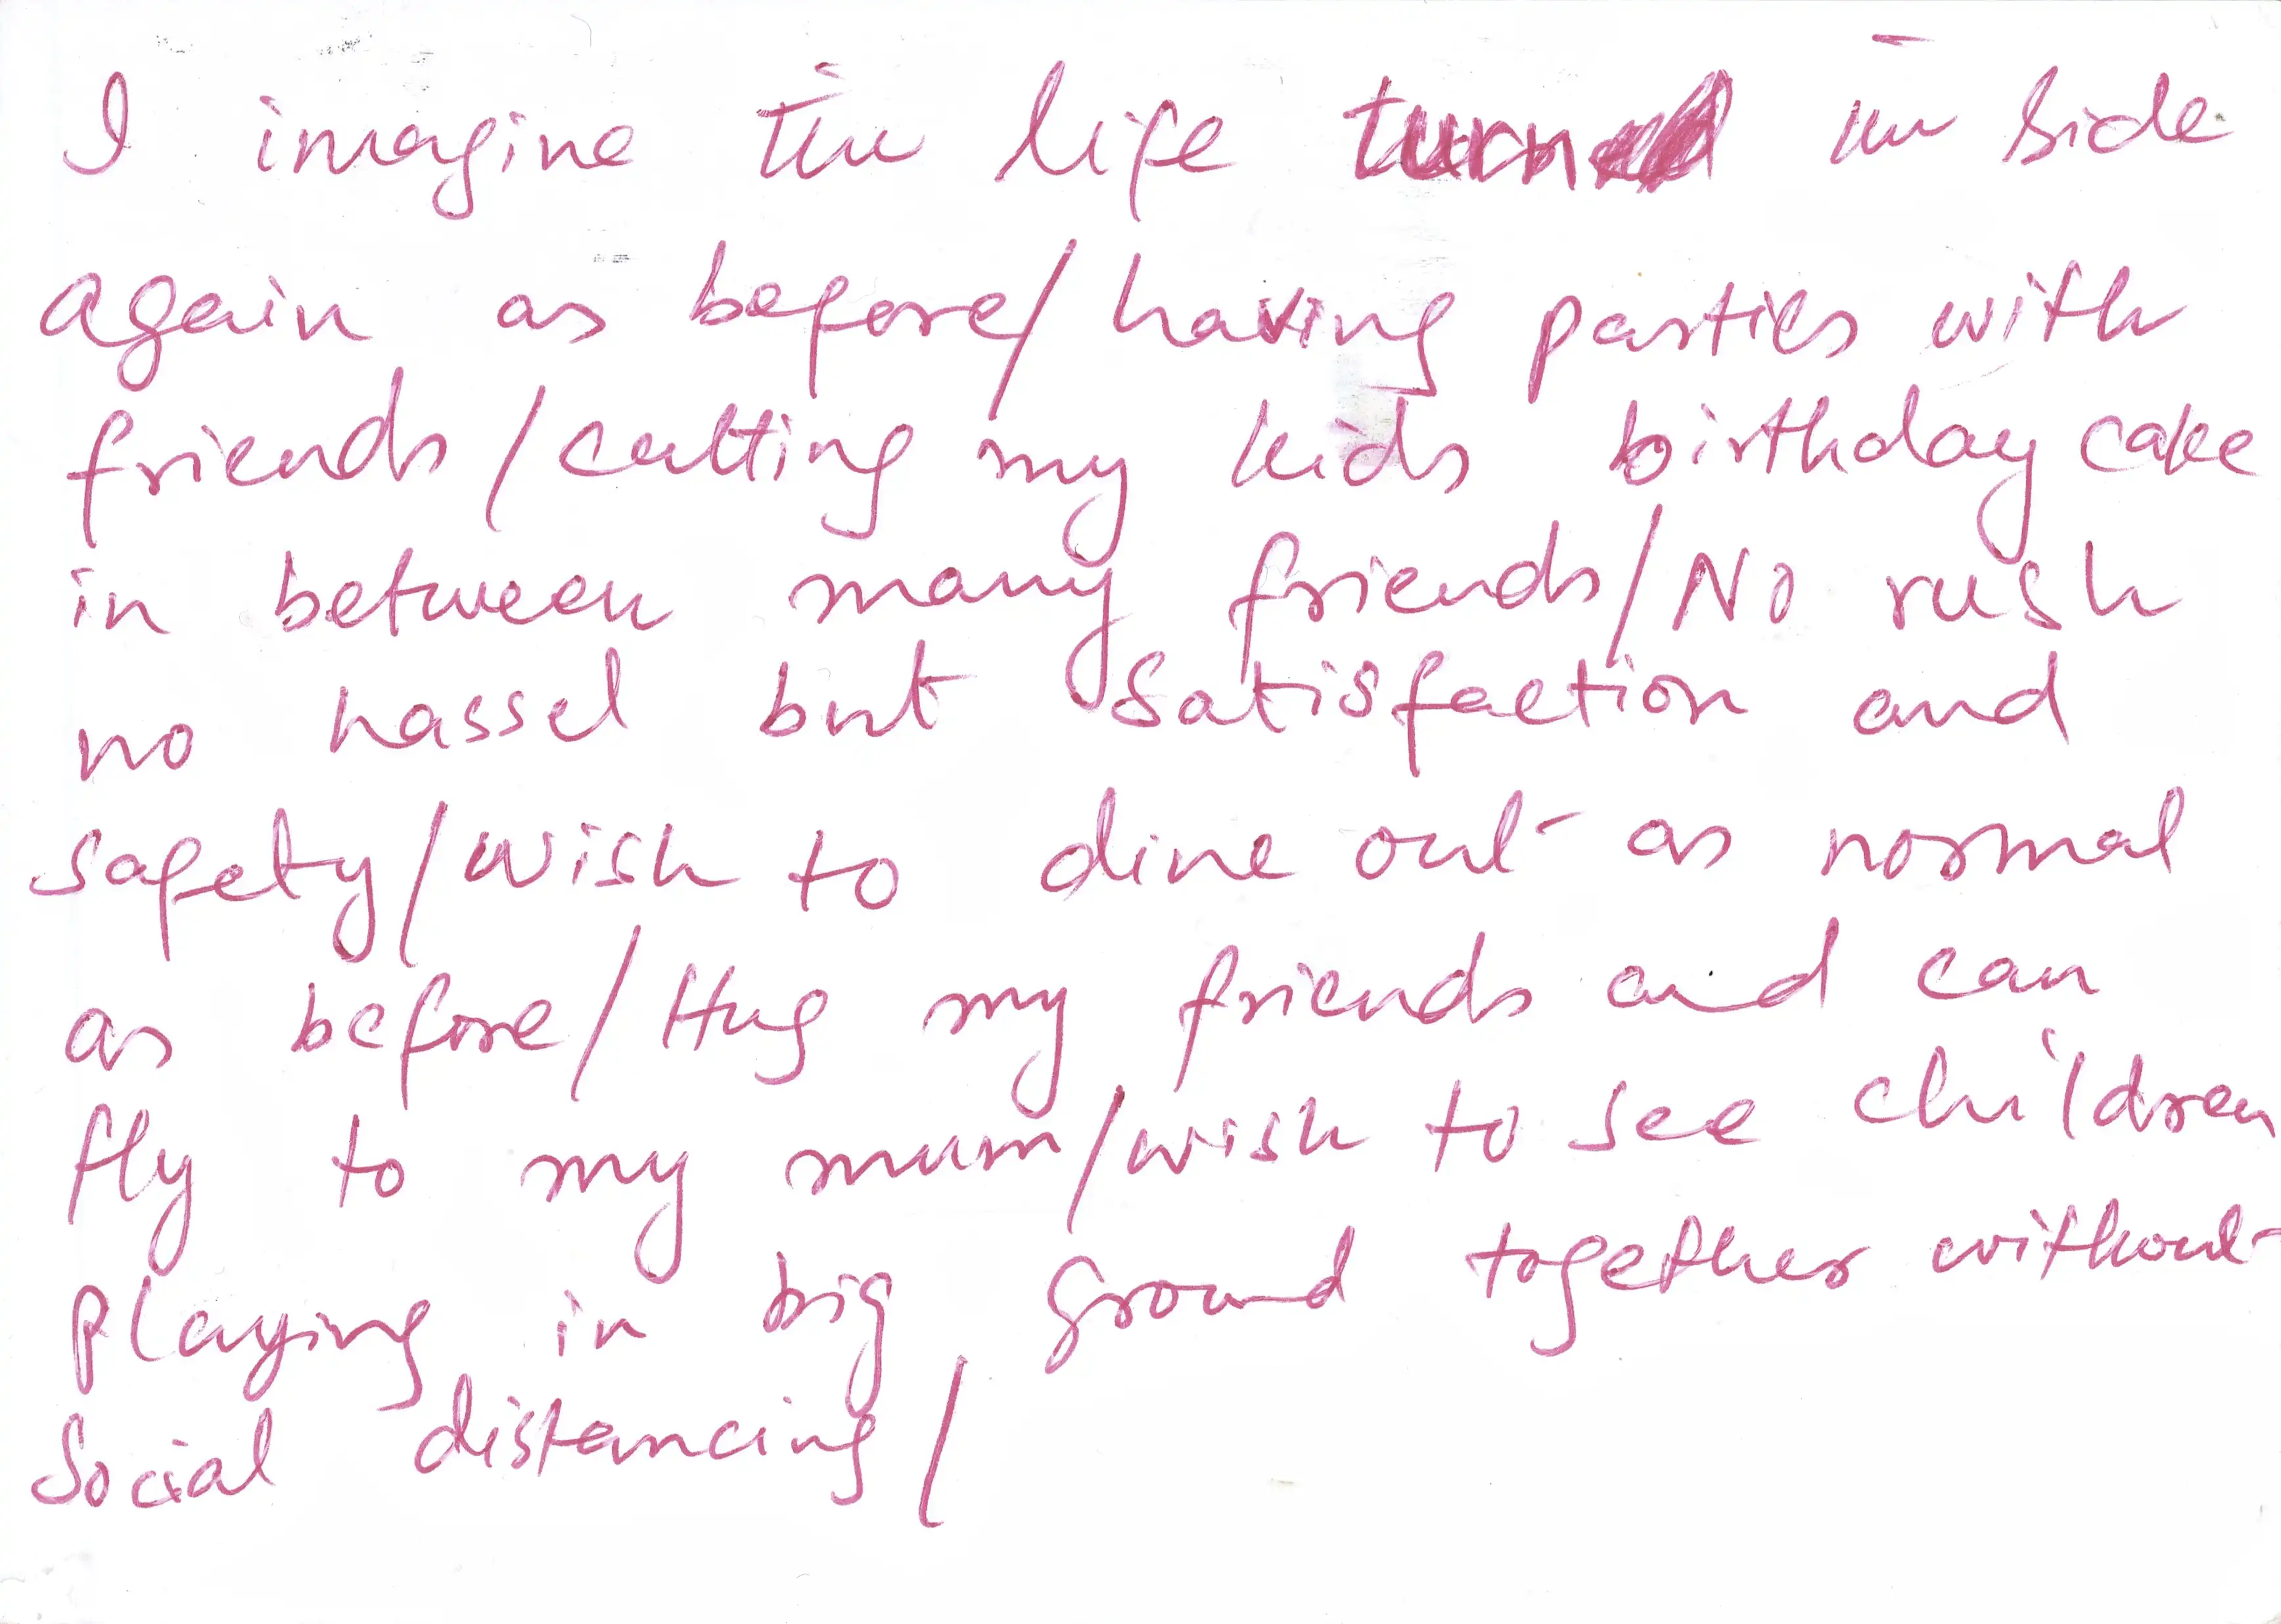 I imagine the life turn in side
again as before/having parties with
friends/cutting my kids birthday cake
in between many friends/No rush
no hassel but satisfaction and
safety/wish to dine out as normal
as before/Hug my friends and can
fly to my mum/wish to see children
playing in big ground together without
social distancing/